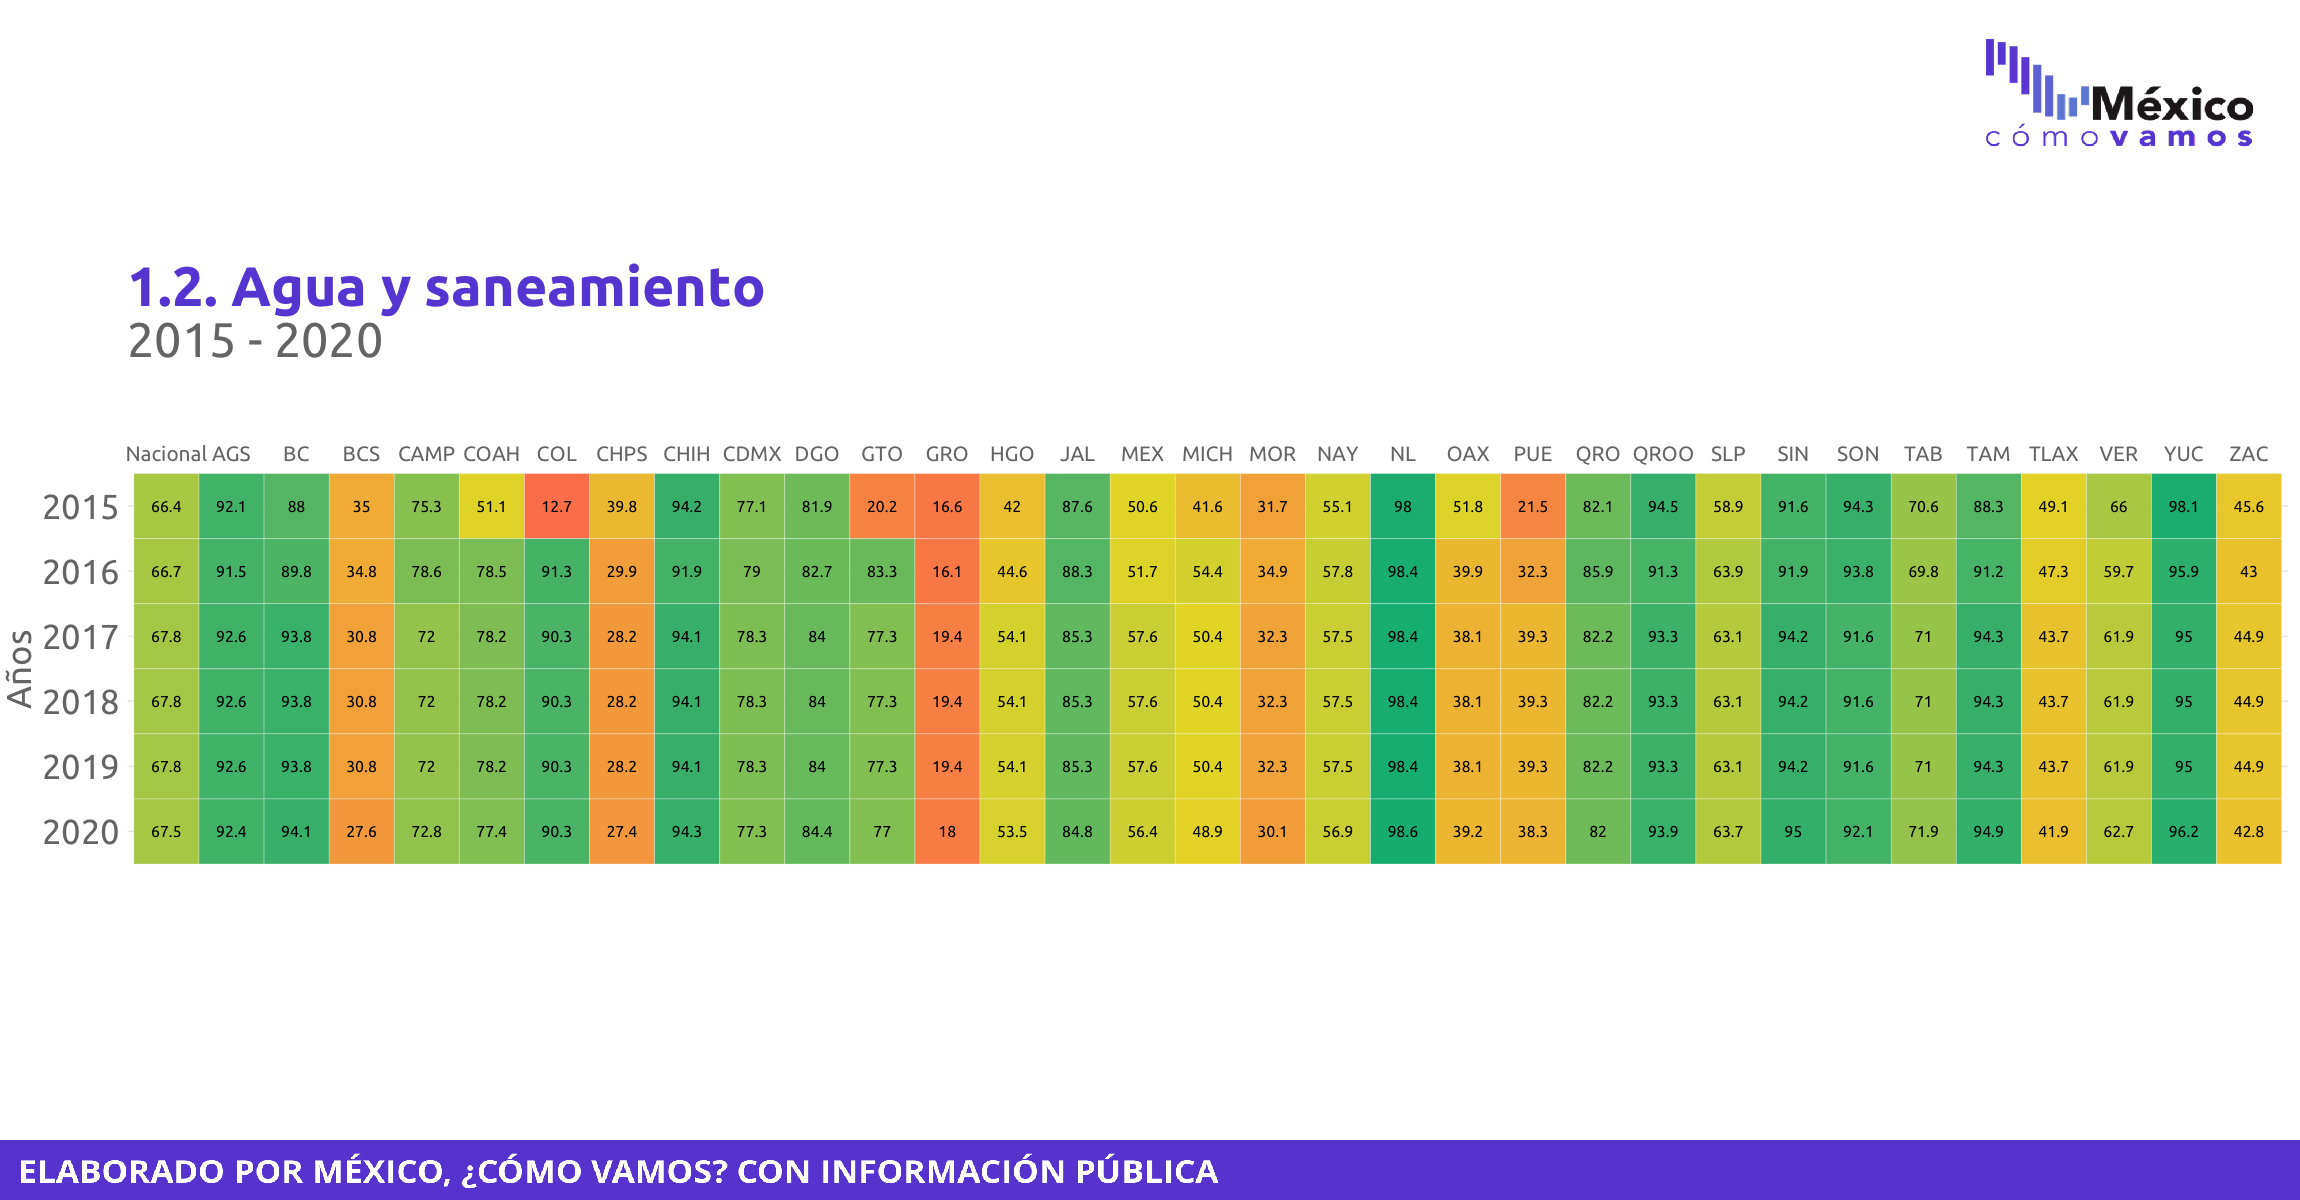 México
cómovamos
1.2. Agua y saneamiento
2015 - 2020
Nacional AGS BC BCS CAMP COAH COL CHPS CHIH CDMX DGO GTO GRO HGO JAL MEX MICH MOR NAY NL OAX PUE QRO QROO SLP SIN SON TAB TAM TLAX VER YUC ZAC
2015 66.4 92.1 88 35 75.3 51.1 12.7 39.8 94.2 77.1 81.9 20.2 16.6 42 87.6 50.6 41.6 31.7 55.1 98 51.8 21.5 82.1 94.5 58.9 91.6 94.3 70.6 88.3 49.1 66 98.1 45.6
2016 66.7 91.5 89.8 34.8 78.6 78.5 91.3 29.9 91.9 79 82.7 83.3 16.1 44.6 88.3 51.7 54.4 34.9 57.8 98.4 39.9 32.3 85.9 91.3 63.9 91.9 93.8 69.8 91.2 47.3 59.7 95.9 43
2017 67.8 92.6 93.8 30.8 72 78.2 90.3 28.2 94.1 78.3 84 77.3 19.4 54.1 85.3 57.6 50.4 32.3 57.5 98.4 38.1 39.3 82.2 93.3 63.1 94.2 91.6 71 94.3 43.7 61.9 95 44.9
Años
2018 67.8 92.6 93.8 30.8 72 78.2 90.3 28.2 94.1 78.3 84 77.3 19.4 54.1 85.3 57.6 50.4 32.3 57.5 98.4 38.1 39.3 82.2 93.3 63.1 94.2 91.6 71 94.3 43.7 61.9 95 44.9
2019 67.8 92.6 93.8 30.8 72 78.2 90.3 28.2 94.1 78.3 84 77.3 19.4 54.1 85.3 57.6 50.4 32.3 57.5 98.4 38.1 39.3 82.2 93.3 63.1 94.2 91.6 71 94.3 43.7 61.9 95 44.9
2020 67.5 92.4 94.1 27.6 72.8 77.4 90.3 27.4 94.3 77.3 84.4 77 18 53.5 84.8 56.4 48.9 30.1 56.9 98.6 39.2 38.3 82 93.9 63.7 95 92.1 71.9 94.9 41.9 62.7 96.2 42.8
ELABORADO POR MÉXICO, ¿CÓMO VAMOS? CON INFORMACIÓN PÚBLICA